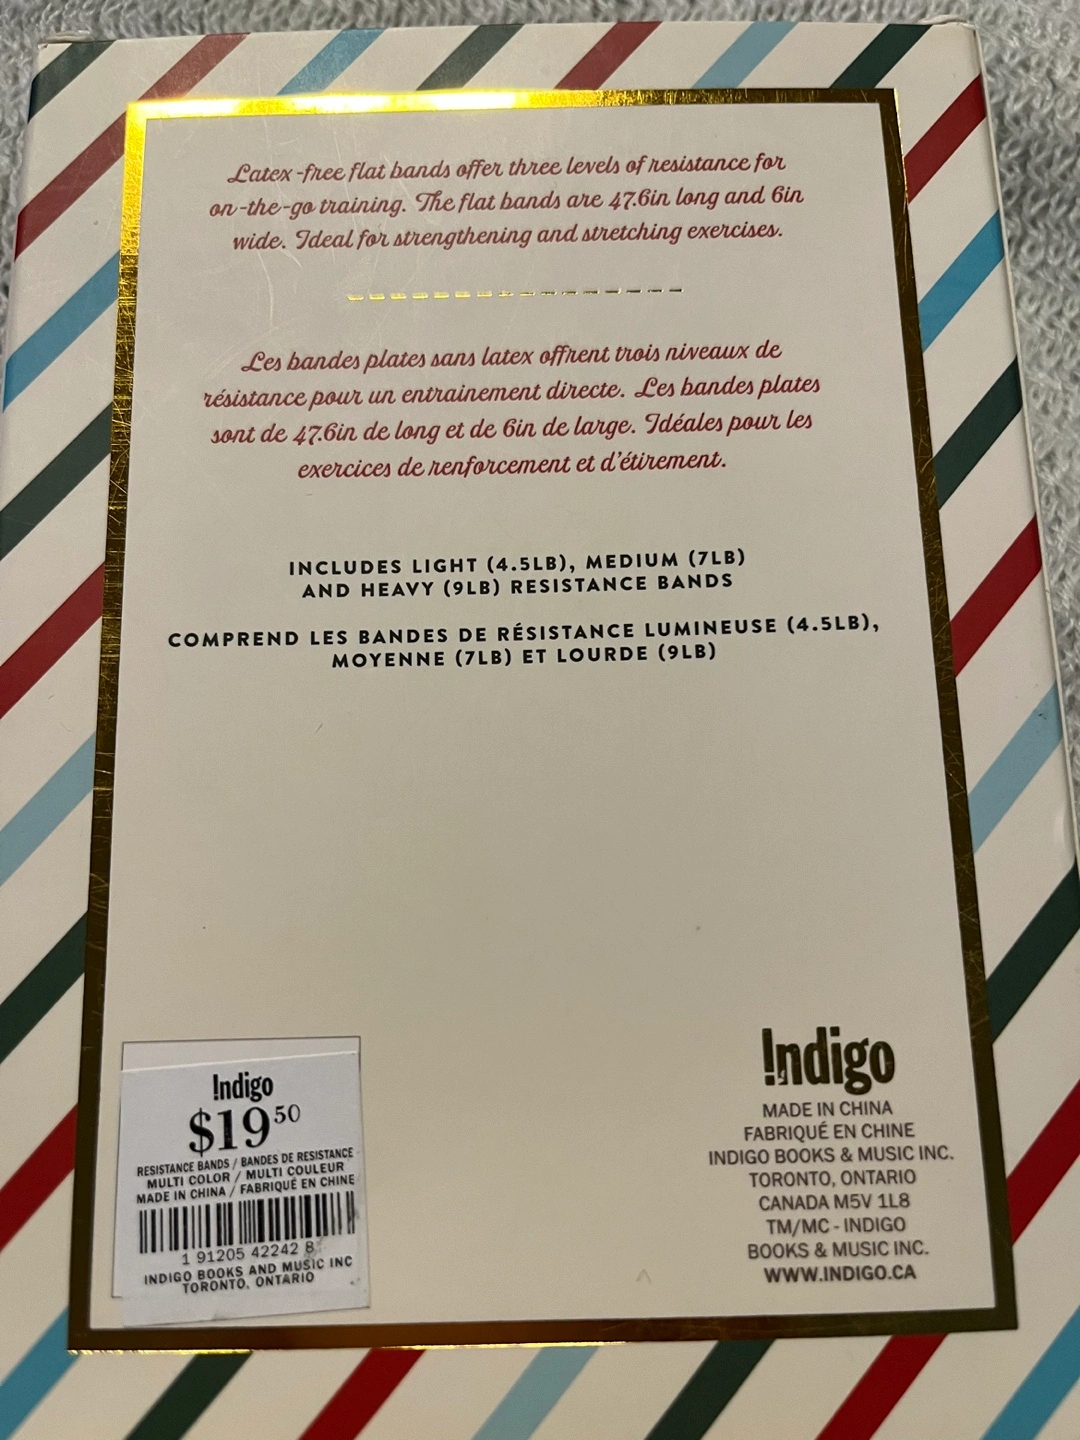 Latex-free flat bands offer three levels of resistance for
on-the-go training. The flat bands are 47.6in long and 6in
wide. Ideal for strengthening and stretching exercises.
Les bandes plates sans latex offrent trois niveaux de
résistance pour un entrainement directe. Les bandes plates
sont de 47.6in de long et de 6in de large. Idéales pour les
exercices de renforcement et d'étirement.
INCLUDES LIGHT (4.5LB), MEDIUM (7LB)
AND HEAVY (9LB) RESISTANCE BANDS
COMPREND LES BANDES DE RÉSISTANCE LUMINEUSE (4.5LB),
MOYENNE (7LB) ET LOURDE (9LB)
!ndigo
$19⁵⁰
RESISTANCE BANDS / BANDES DE RESISTANCE
MULTI COLOR / MULTI COULEUR
MADE IN CHINA / FABRIQUÉ EN CHINE
1 91205 42242 8
INDIGO BOOKS AND MUSIC INC
TORONTO, ONTARIO
!ndigo
MADE IN CHINA
FABRIQUÉ EN CHINE
INDIGO BOOKS & MUSIC INC.
TORONTO, ONTARIO
CANADA M5V 1L8
TM/MC - INDIGO
BOOKS & MUSIC INC.
WWW.INDIGO.CA